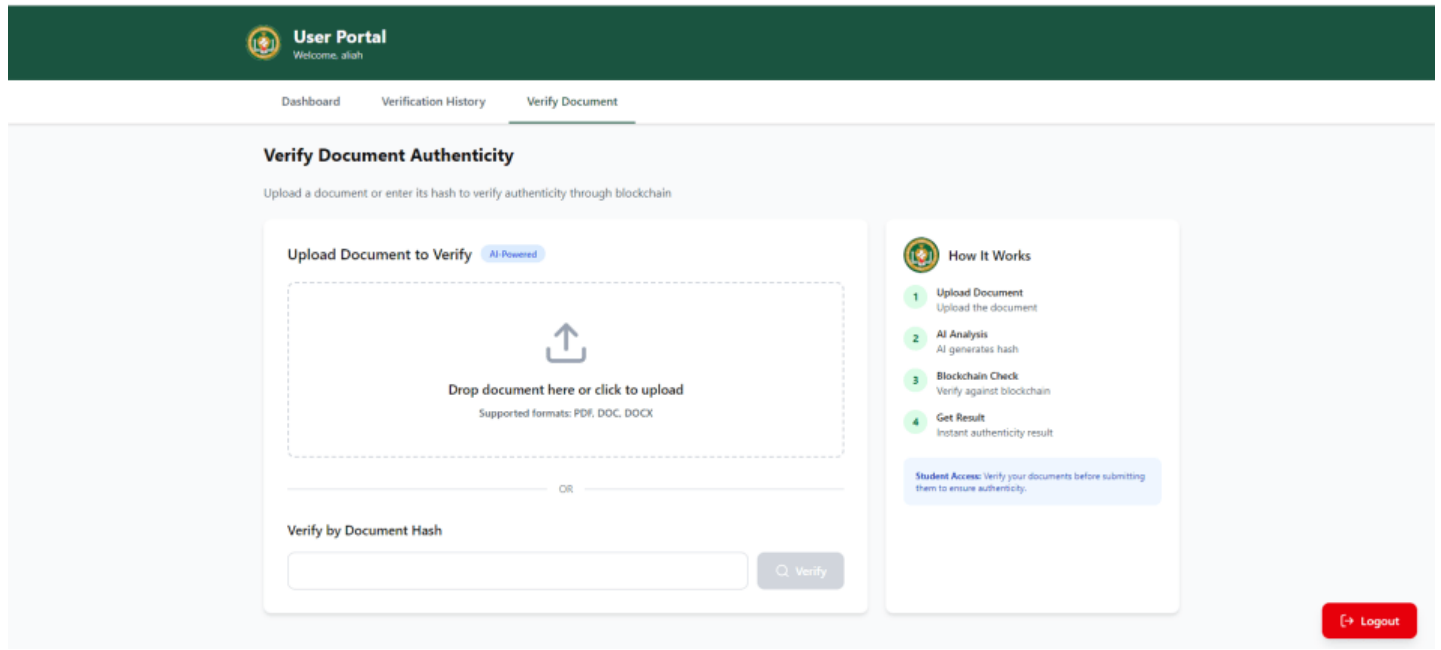 User Portal
Welcome, aliah
Dashboard
Verification History
Verify Document
Verify Document Authenticity
Upload a document or enter its hash to verify authenticity through blockchain
Upload Document to Verify
AI-Powered
Drop document here or click to upload
Supported formats: PDF, DOC, DOCX
OR
Verify by Document Hash
Verify
How It Works
1
Upload Document
Upload the document
2
AI Analysis
AI generates hash
3
Blockchain Check
Verify against blockchain
4
Get Result
Instant authenticity result
Student Access: Verify your documents before submitting
them to ensure authenticity.
Logout